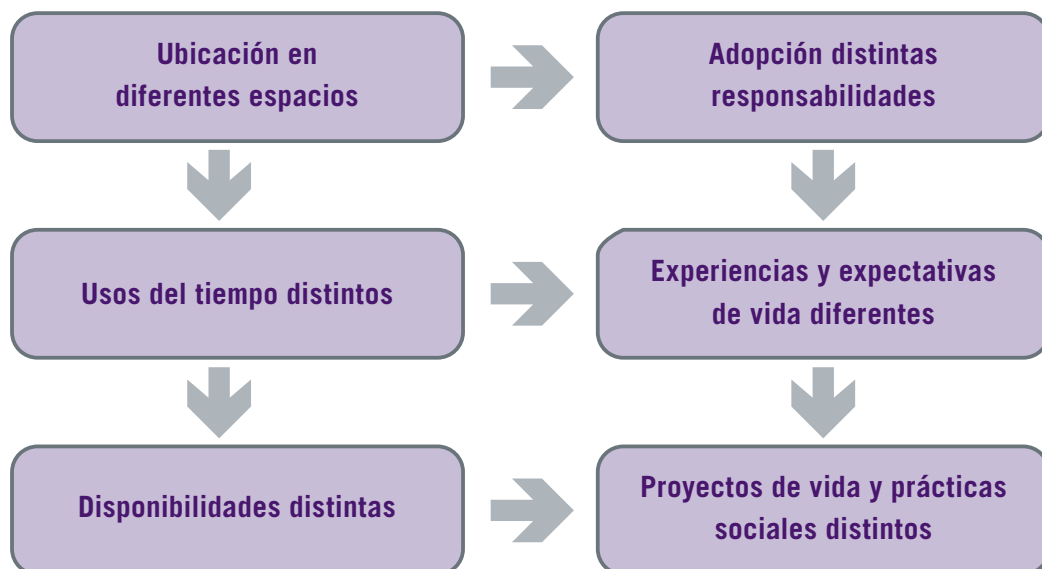 Ubicación en
diferentes espacios
Adopción distintas
responsabilidades
Usos del tiempo distintos
Experiencias y expectativas
de vida diferentes
Disponibilidades distintas
Proyectos de vida y prácticas
sociales distintos